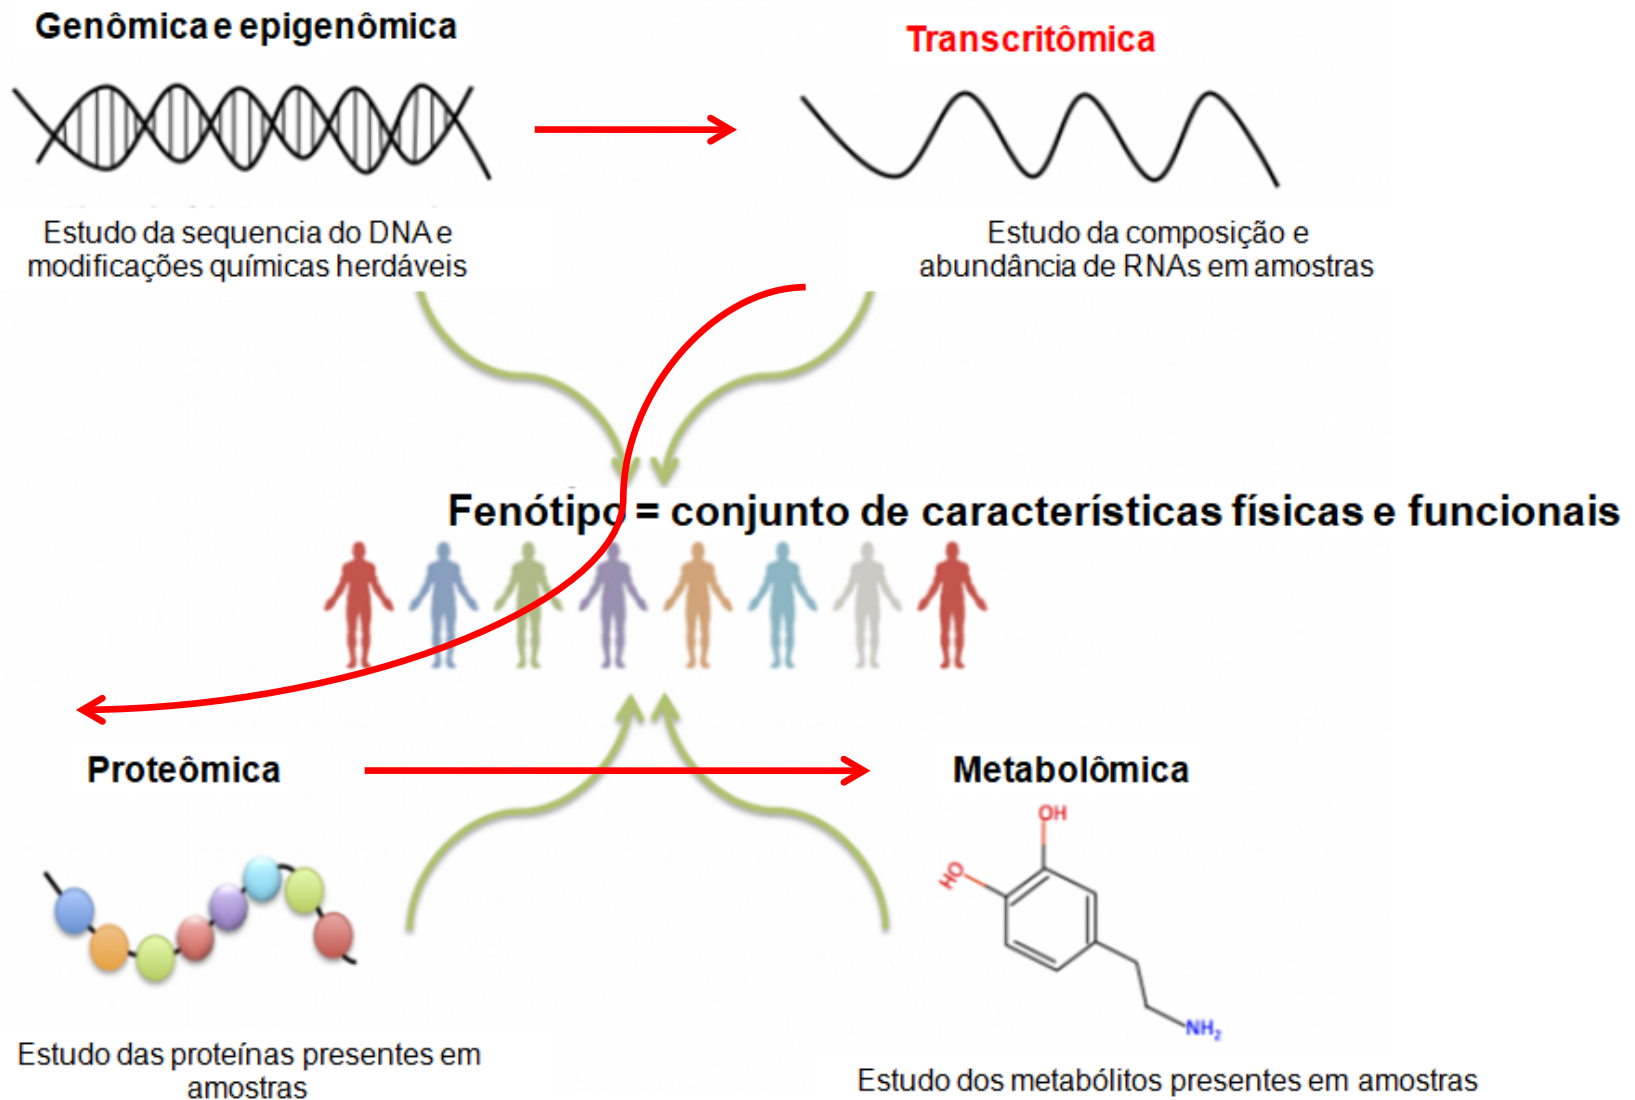 Genômica e epigenômica
Transcritômica
Estudo da sequencia do DNA e
modificações químicas herdáveis
Estudo da composição e
abundância de RNAs em amostras
Fenótipo = conjunto de características físicas e funcionais
Proteômica
Metabolômica
OH
HO
NH₂
Estudo das proteínas presentes em
amostras
Estudo dos metabólitos presentes em amostras